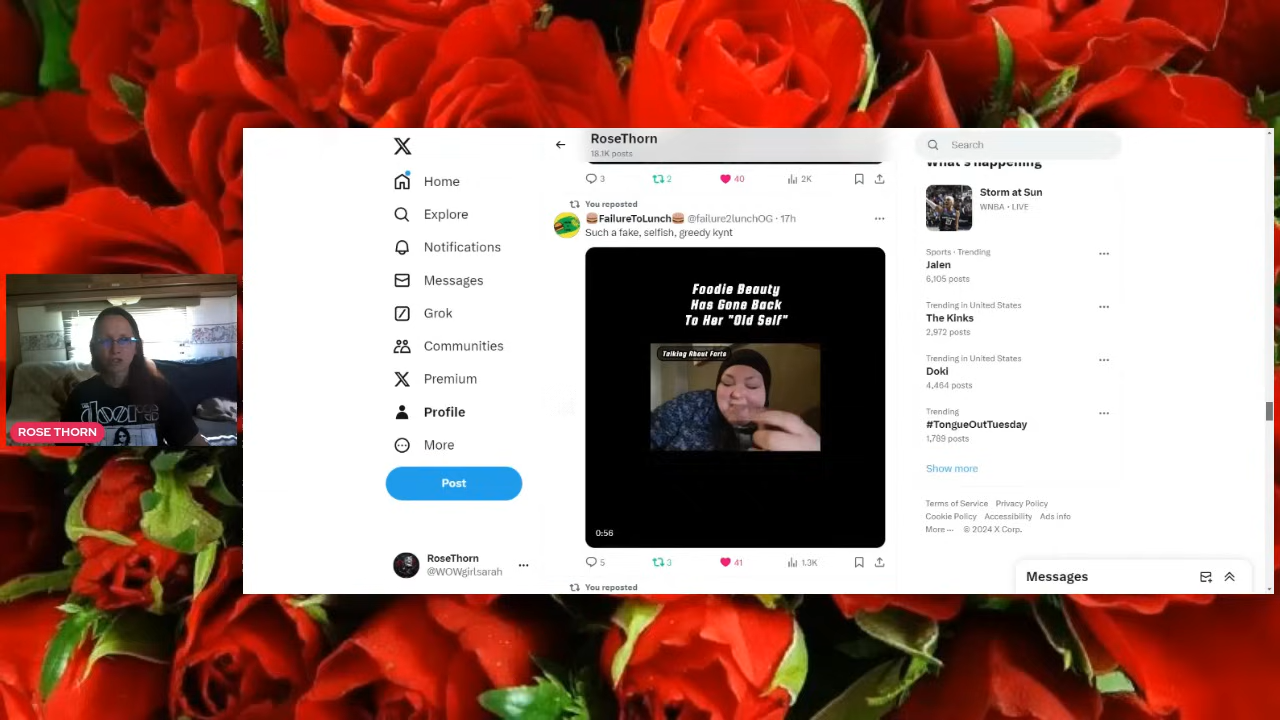 RoseThorn
18.1K posts
Search
What's happening
Home
Explore
Notifications
Messages
Grok
Communities
Premium
Profile
More
Post
RoseThorn
@WOWgirlsarah
3
2
40
2K
You reposted
🍔FailureToLunch🍔 @failure2lunchOG · 17h
Such a fake, selfish, greedy kynt
Foodie Beauty
Has Gone Back
To Her "Old Self"
Talking About Farts
0:56
5
3
41
1.3K
You reposted
Storm at Sun
WNBA · LIVE
Sports · Trending
Jalen
6,105 posts
Trending in United States
The Kinks
2,972 posts
Trending in United States
Doki
4,464 posts
Trending
#TongueOutTuesday
1,789 posts
Show more
Terms of Service Privacy Policy
Cookie Policy Accessibility Ads info
More ··· © 2024 X Corp.
Messages
the
DOORS
ROSE THORN